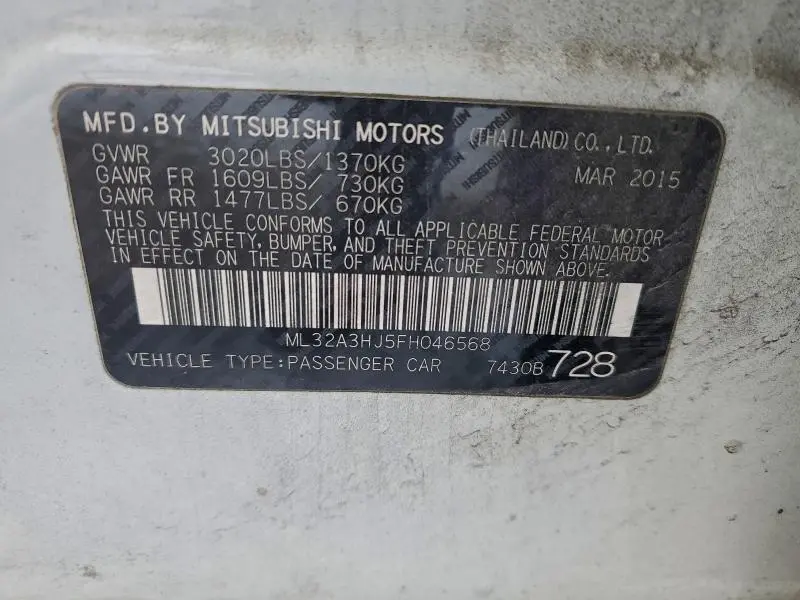 MFD.BY MITSUBISHI MOTORS (THAILAND)CO.,LTD.
GVWR 3020LBS/1370KG MAR 2015
GAWR FR 1609LBS/ 730KG
GAWR RR 1477LBS/ 670KG
THIS VEHICLE CONFORMS TO ALL APPLICABLE FEDERAL MOTOR
VEHICLE SAFETY, BUMPER, AND THEFT PREVENTION STANDARDS
IN EFFECT ON THE DATE OF MANUFACTURE SHOWN ABOVE.
ML32A3HJ5FH046568
VEHICLE TYPE:PASSENGER CAR 7430B728